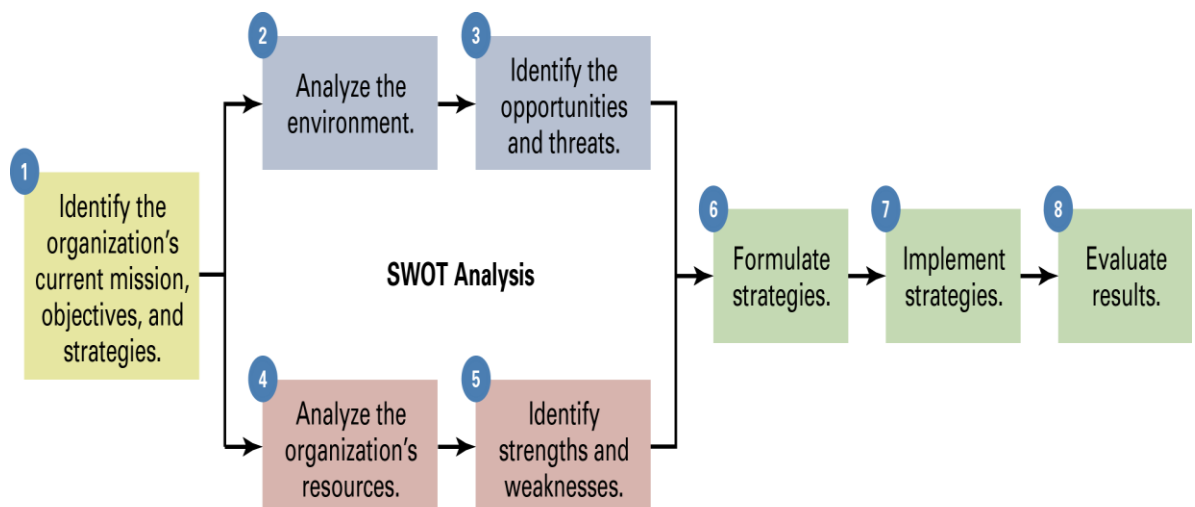 1
Identify the
organization's
current mission,
objectives, and
strategies.
2
Analyze the
environment.
3
Identify the
opportunities
and threats.
SWOT Analysis
4
Analyze the
organization's
resources.
5
Identify
strengths and
weaknesses.
6
Formulate
strategies.
7
Implement
strategies.
8
Evaluate
results.